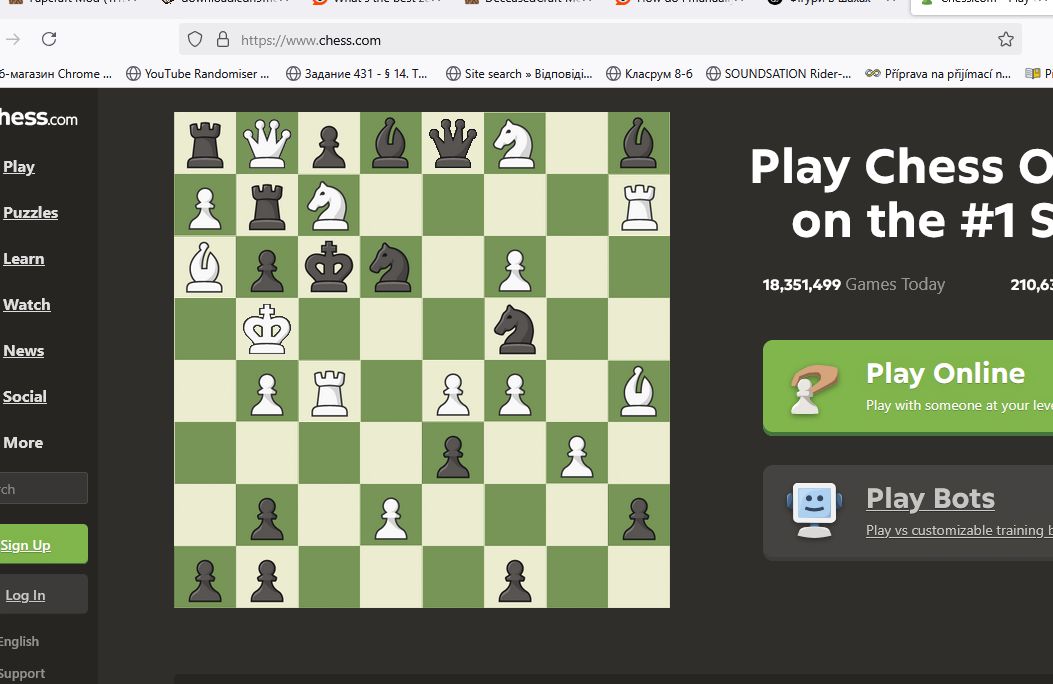 https://www.chess.com
б-магазин Chrome ...
YouTube Randomiser ...
Задание 431 - § 14. Т...
Site search » Відповіді...
Класрум 8-б
SOUNDSATION Rider-...
Příprava na přijímací n...
hess.com
Play
Puzzles
Learn
Watch
News
Social
More
rch
Sign Up
Log In
English
Support
Play Chess O
on the #1 S
18,351,499 Games Today
210,63
Play Online
Play with someone at your leve
Play Bots
Play vs customizable training b